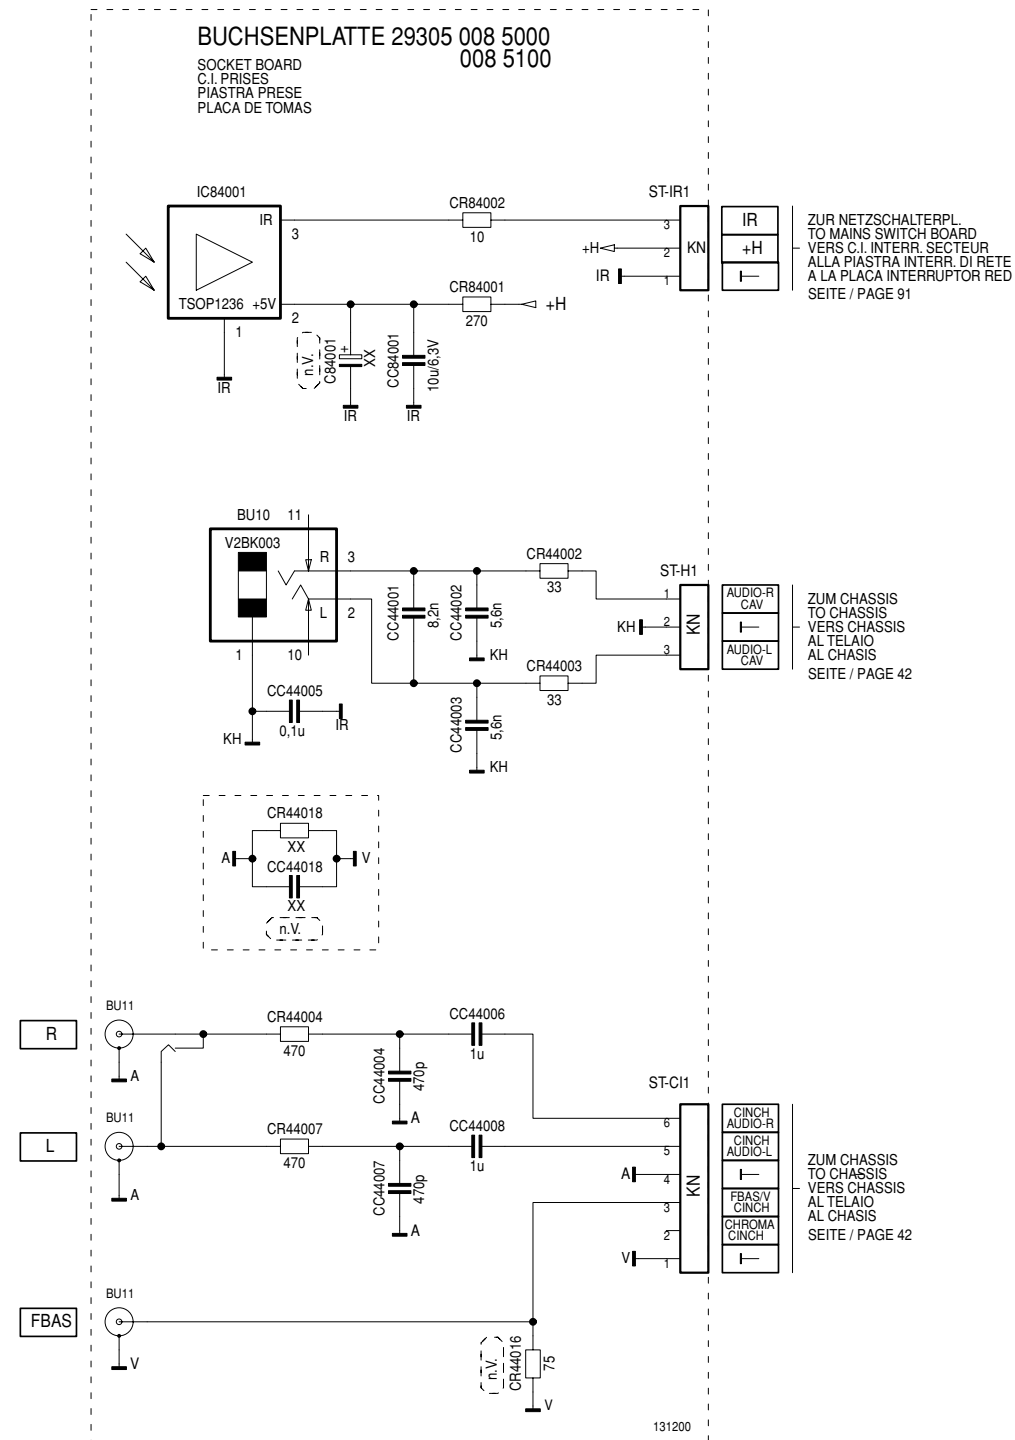 BUCHSENPLATTE 29305 008 5000
008 5100
SOCKET BOARD
C.I. PRISES
PIASTRA PRESE
PLACA DE TOMAS
IC84001
IR
3
TSOP1236 +5V
2
1
IR
CR84002
10
CR84001
270
+H
n.V.
C84001
+
XX
IR
CC84001
10u/6,3V
IR
ST-IR1
3
+H
2
KN
IR
1
IR
+H
ZUR NETZSCHALTERPL.
TO MAINS SWITCH BOARD
VERS C.I. INTERR. SECTEUR
ALLA PIASTRA INTERR. DI RETE
A LA PLACA INTERRUPTOR RED
SEITE / PAGE 91
BU10 11
V2BK003
R 3
L 2
1 10
CC44005
0,1u
KH
IR
CC44001
8,2n
CC44002
5,6n
KH
CR44002
33
CR44003
33
CC44003
5,6n
KH
ST-H1
1
KH
2
KN
3
AUDIO-R
CAV
AUDIO-L
CAV
ZUM CHASSIS
TO CHASSIS
VERS CHASSIS
AL TELAIO
AL CHASIS
SEITE / PAGE 42
CR44018
XX
A
V
CC44018
XX
n.V.
R
BU11
A
CR44004
470
CC44004
470p
A
CC44006
1u
L
BU11
A
CR44007
470
CC44007
470p
A
CC44008
1u
ST-CI1
6
5
A
4
KN
3
2
V
1
CINCH
AUDIO-R
CINCH
AUDIO-L
FBAS/V
CINCH
CHROMA
CINCH
ZUM CHASSIS
TO CHASSIS
VERS CHASSIS
AL TELAIO
AL CHASIS
SEITE / PAGE 42
FBAS
BU11
V
n.V.
CR44016
75
V
131200